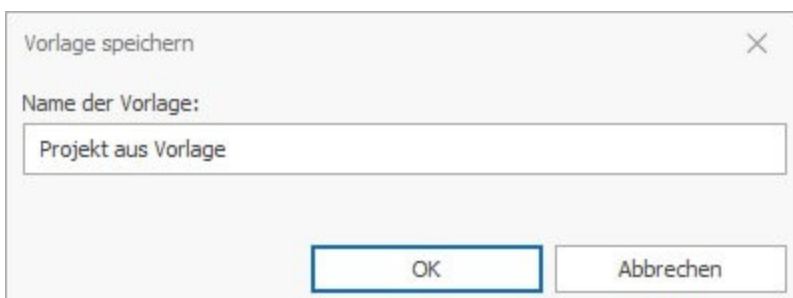 Vorlage speichern
Name der Vorlage:
Projekt aus Vorlage
OK Abbrechen